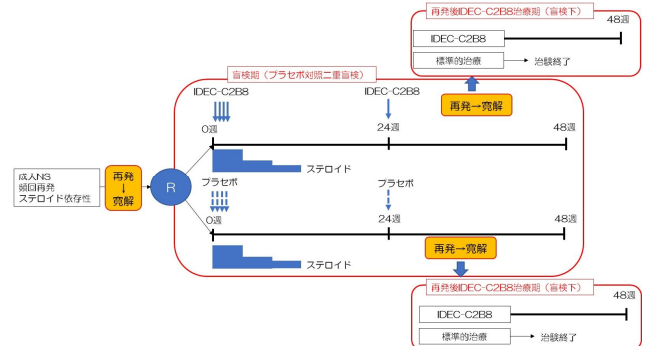 再発後IDEC-C2B8治療期（盲検下）
48週
IDEC-C2B8
標準的治療
治験終了
盲検期（プラセボ対照二重盲検）
IDEC-C2B8
IDEC-C2B8
再発→寛解
0週
24週
48週
ステロイド
成人NS
頻回再発
ステロイド依存性
再発
↓
寛解
R
プラセボ
プラセボ
0週
24週
48週
再発→寛解
ステロイド
再発後IDEC-C2B8治療期（盲検下）
48週
IDEC-C2B8
標準的治療
治験終了